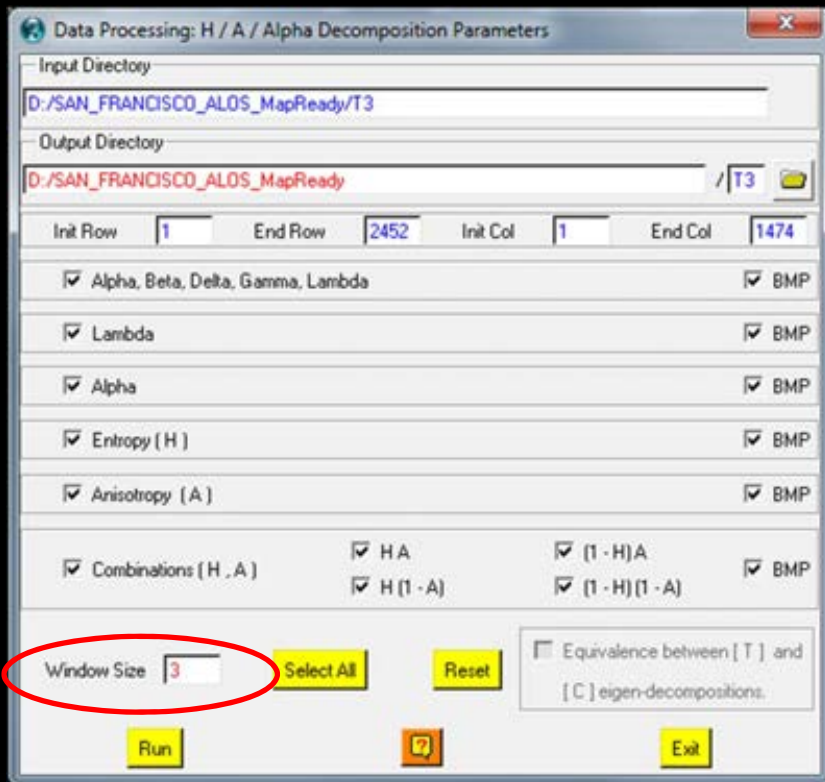 Data Processing: H / A / Alpha Decomposition Parameters
Input Directory
D:/SAN_FRANCISCO_ALOS_MapReady/T3
Output Directory
D:/SAN_FRANCISCO_ALOS_MapReady / T3
Init Row 1 End Row 2452 Init Col 1 End Col 1474
Alpha, Beta, Delta, Gamma, Lambda BMP
Lambda BMP
Alpha BMP
Entropy ( H ) BMP
Anisotropy ( A ) BMP
Combinations ( H , A ) BMP
H A (1 - H) A
H (1 - A) (1 - H) (1 - A)
Window Size 3 Select All Reset
Equivalence between [ T ] and
[ C ] eigen-decompositions.
Run ? Exit